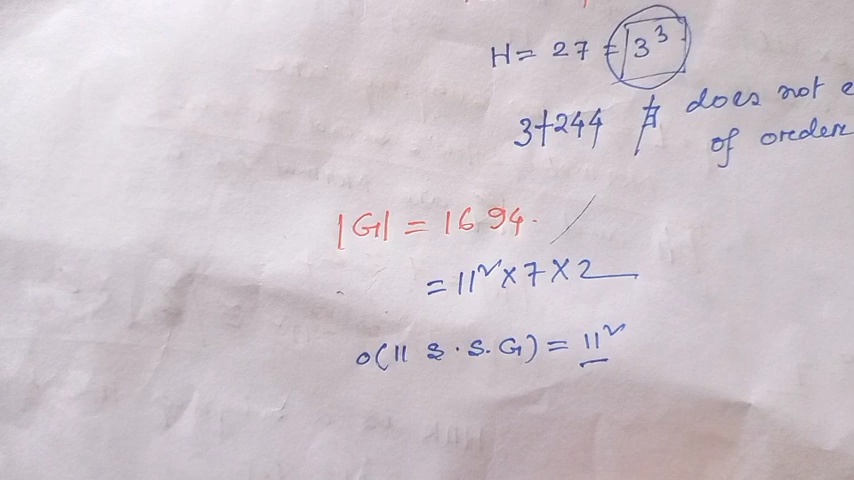 H = 27 = 3³
3+244 ∄ does not
of order
|G| = 1694.
= 11² × 7 × 2
o(11 S.S.G) = 11²